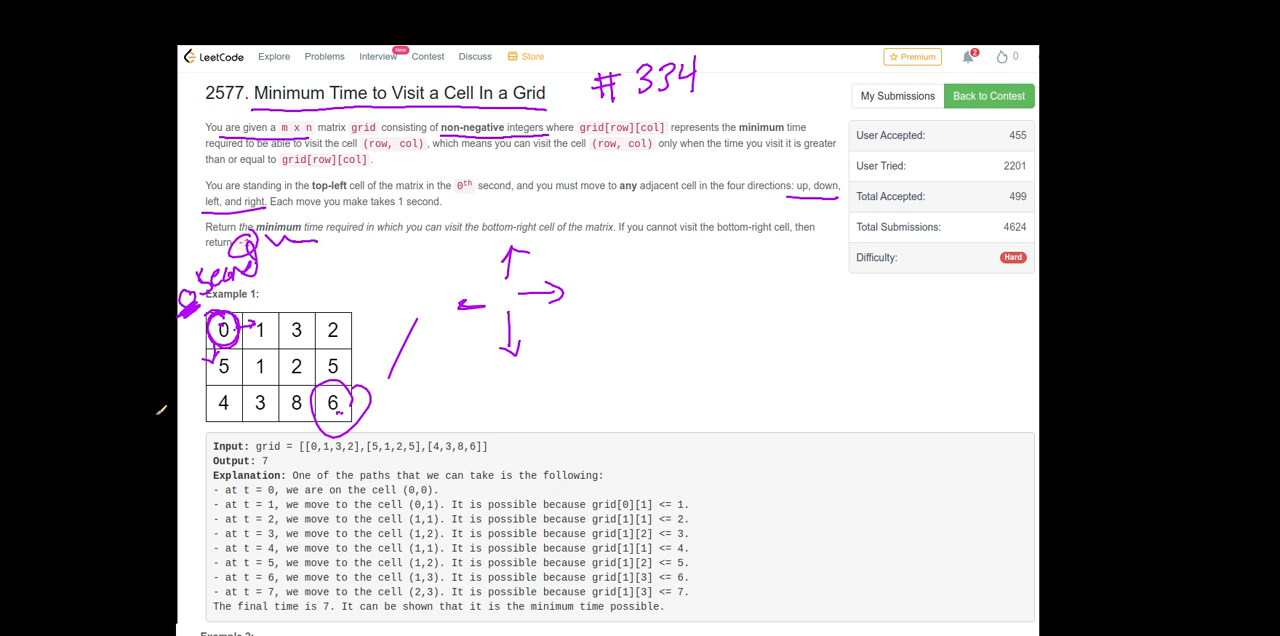 LeetCode Explore Problems Interview New Contest Discuss Store Premium 2 0
2577. Minimum Time to Visit a Cell In a Grid
# 334
My Submissions Back to Contest
You are given a m x n matrix grid consisting of non-negative integers where grid[row][col] represents the minimum time
required to be able to visit the cell (row, col), which means you can visit the cell (row, col) only when the time you visit it is greater
than or equal to grid[row][col].
You are standing in the top-left cell of the matrix in the 0th second, and you must move to any adjacent cell in the four directions: up, down,
left, and right. Each move you make takes 1 second.
Return the minimum time required in which you can visit the bottom-right cell of the matrix. If you cannot visit the bottom-right cell, then
return -1.
User Accepted: 455
User Tried: 2201
Total Accepted: 499
Total Submissions: 4624
Difficulty: Hard
Example 1:
0 1 3 2
5 1 2 5
4 3 8 6
Input: grid = [[0,1,3,2],[5,1,2,5],[4,3,8,6]]
Output: 7
Explanation: One of the paths that we can take is the following:
- at t = 0, we are on the cell (0,0).
- at t = 1, we move to the cell (0,1). It is possible because grid[0][1] <= 1.
- at t = 2, we move to the cell (1,1). It is possible because grid[1][1] <= 2.
- at t = 3, we move to the cell (1,2). It is possible because grid[1][2] <= 3.
- at t = 4, we move to the cell (1,1). It is possible because grid[1][1] <= 4.
- at t = 5, we move to the cell (1,2). It is possible because grid[1][2] <= 5.
- at t = 6, we move to the cell (1,3). It is possible because grid[1][3] <= 6.
- at t = 7, we move to the cell (2,3). It is possible because grid[1][3] <= 7.
The final time is 7. It can be shown that it is the minimum time possible.